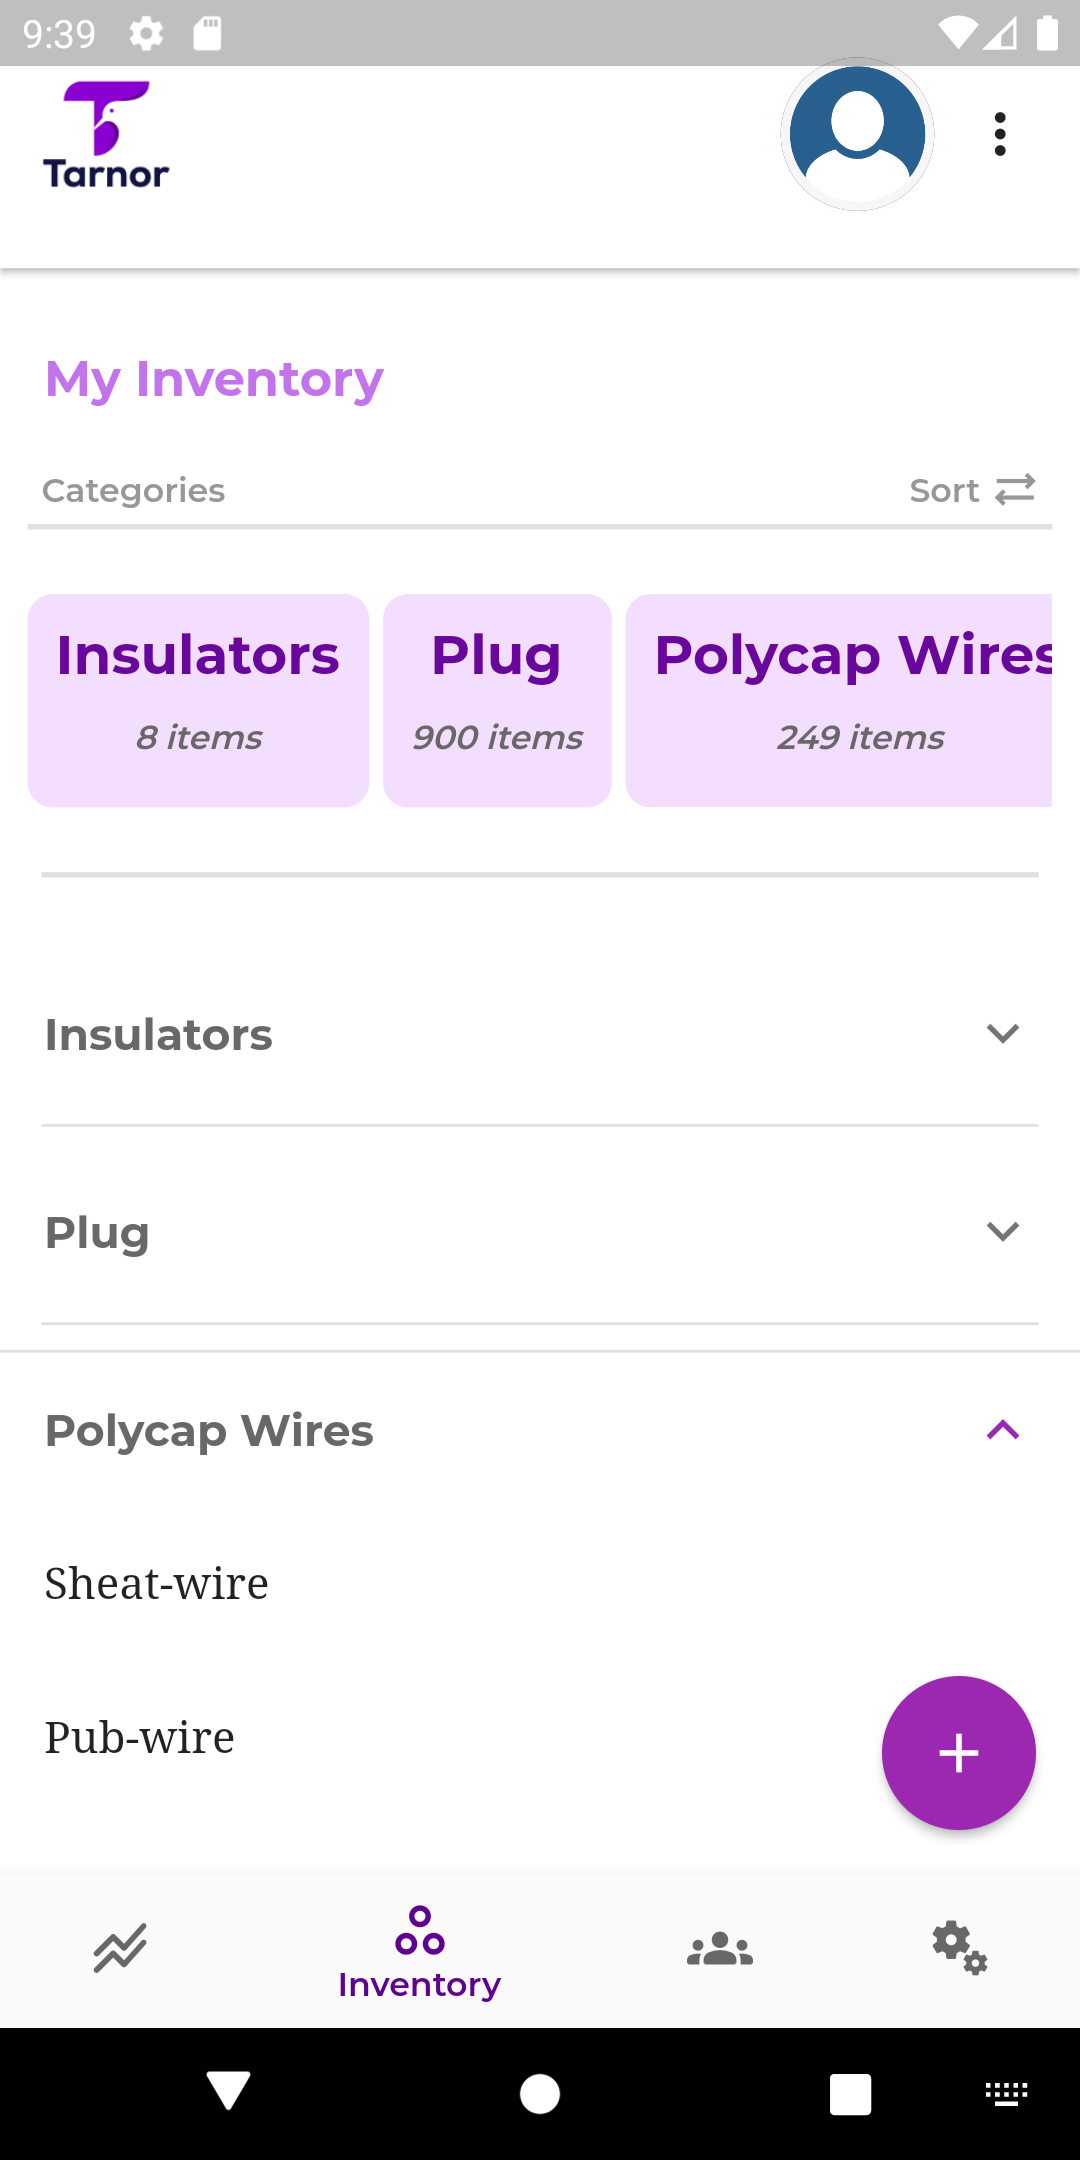 9:39
Tarnor
My Inventory
Categories
Sort
Insulators
Plug
Polycap Wires
8 items
900 items
249 items
Insulators
Plug
Polycap Wires
Sheat-wire
Pub-wire
Inventory